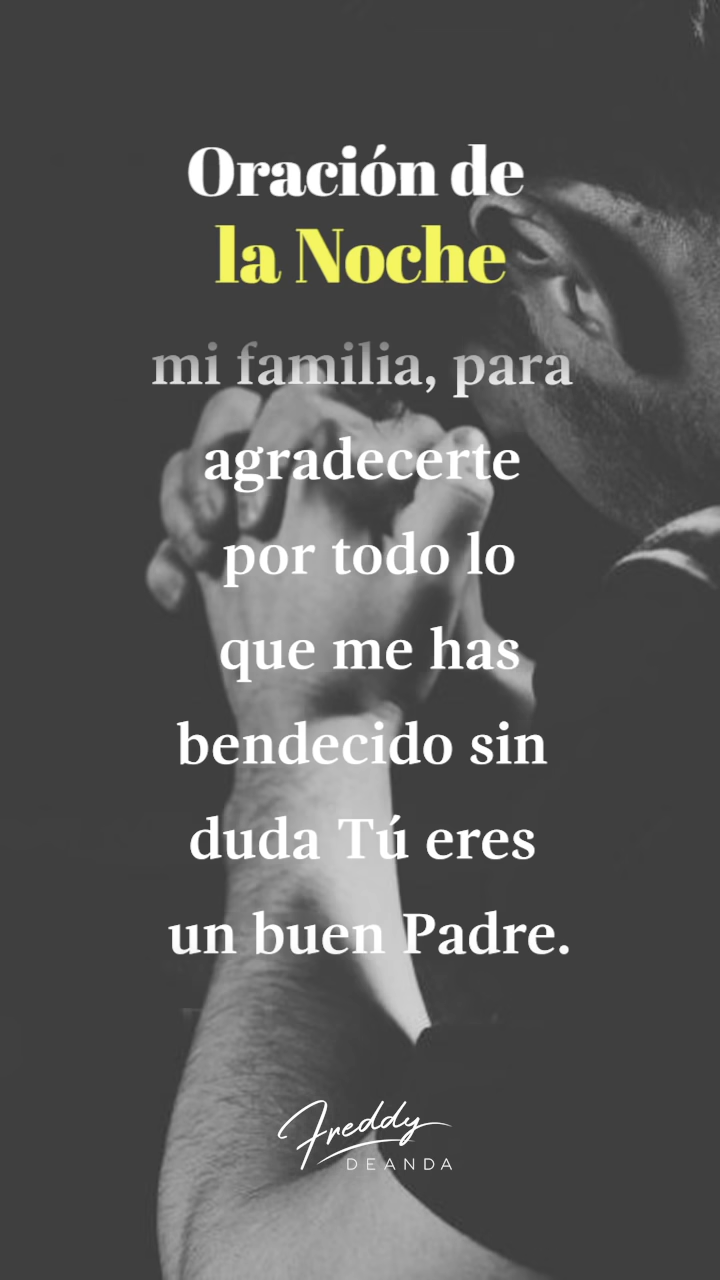 Oración de
la Noche
mi familia, para
agradecerte
por todo lo
que me has
bendecido sin
duda Tú eres
un buen Padre.
Freddy
DEANDA